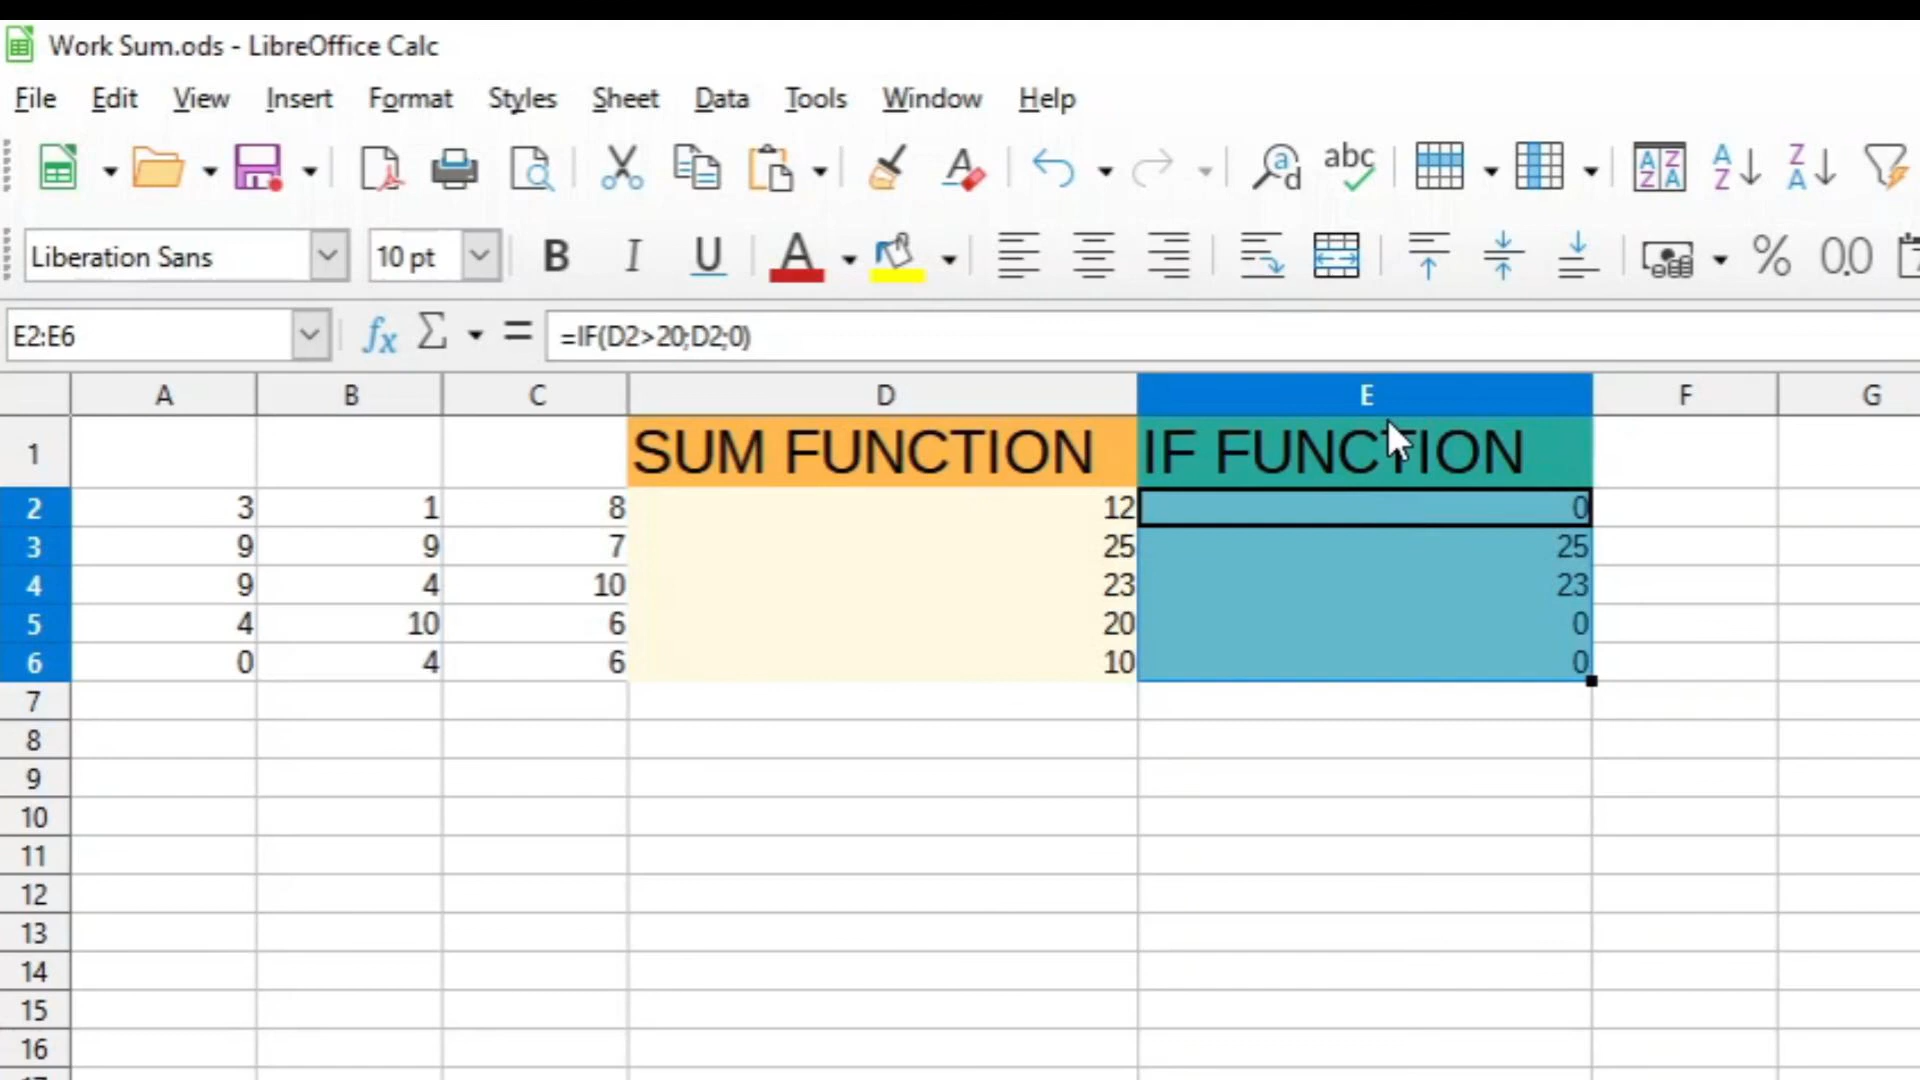 Work Sum.ods - LibreOffice Calc
File Edit View Insert Format Styles Sheet Data Tools Window Help
Liberation Sans 10 pt B I U A % 0.0
E2:E6 fx Σ = =IF(D2>20;D2;0)
A B C D E F G
1 SUM FUNCTION IF FUNCTION
2 3 1 8 12 0
3 9 9 7 25 25
4 9 4 10 23 23
5 4 10 6 20 0
6 0 4 6 10 0
7
8
9
10
11
12
13
14
15
16